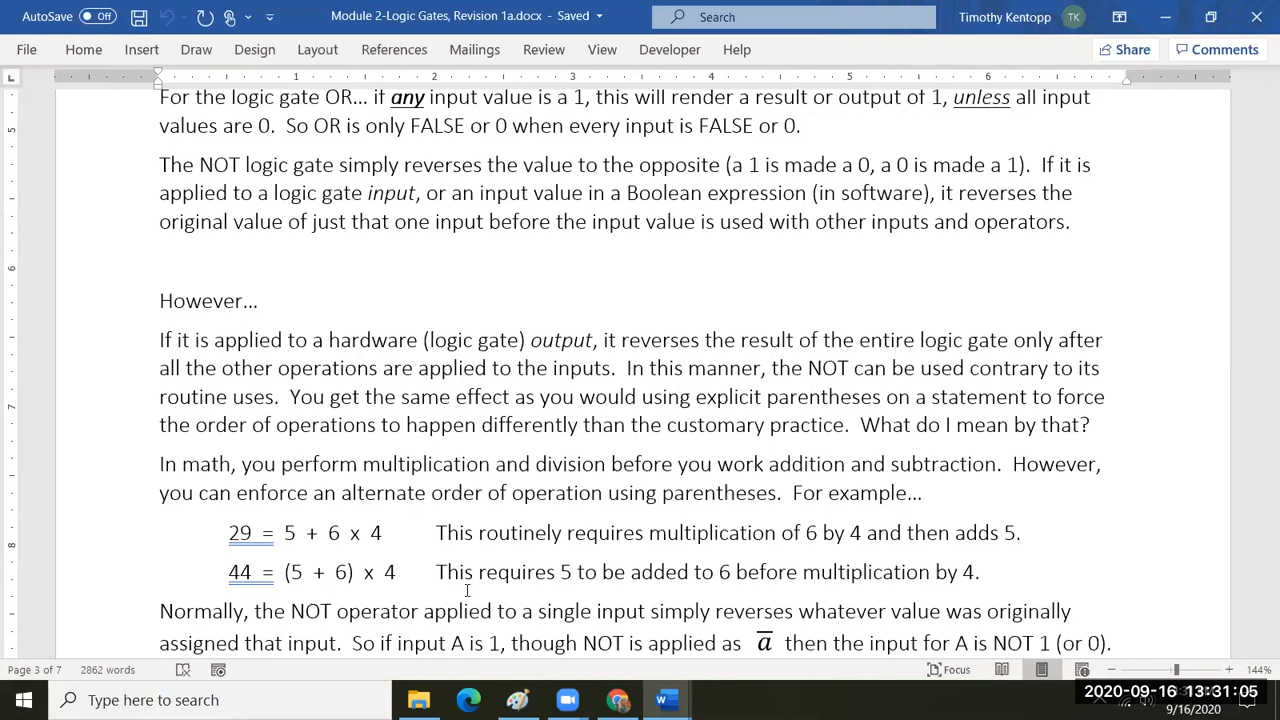 AutoSave Off Module 2-Logic Gates, Revision 1a.docx - Saved Search Timothy Kentopp TK
File Home Insert Draw Design Layout References Mailings Review View Developer Help Share Comments
1 2 3 4 5 6
For the logic gate OR... if any input value is a 1, this will render a result or output of 1, unless all input
values are 0. So OR is only FALSE or 0 when every input is FALSE or 0.
The NOT logic gate simply reverses the value to the opposite (a 1 is made a 0, a 0 is made a 1). If it is
applied to a logic gate input, or an input value in a Boolean expression (in software), it reverses the
original value of just that one input before the input value is used with other inputs and operators.
However...
If it is applied to a hardware (logic gate) output, it reverses the result of the entire logic gate only after
all the other operations are applied to the inputs. In this manner, the NOT can be used contrary to its
routine uses. You get the same effect as you would using explicit parentheses on a statement to force
the order of operations to happen differently than the customary practice. What do I mean by that?
In math, you perform multiplication and division before you work addition and subtraction. However,
you can enforce an alternate order of operation using parentheses. For example...
29 = 5 + 6 x 4 This routinely requires multiplication of 6 by 4 and then adds 5.
44 = (5 + 6) x 4 This requires 5 to be added to 6 before multiplication by 4.
Normally, the NOT operator applied to a single input simply reverses whatever value was originally
assigned that input. So if input A is 1, though NOT is applied as a̅ then the input for A is NOT 1 (or 0).
5
6
7
8
Page 3 of 7 2862 words Focus 144%
Type here to search 2020-09-16 13:31:05
9/16/2020